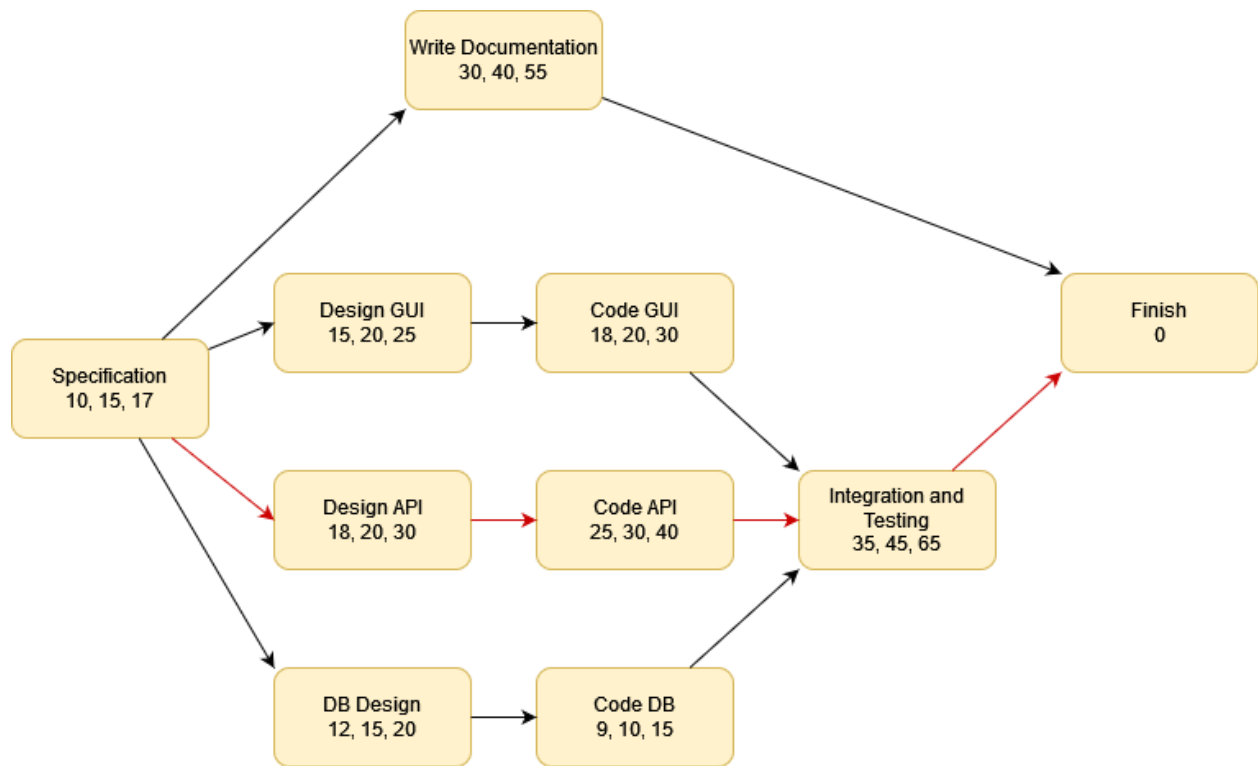 Write Documentation
30, 40, 55
Design GUI
15, 20, 25
Code GUI
18, 20, 30
Finish
0
Specification
10, 15, 17
Design API
18, 20, 30
Code API
25, 30, 40
Integration and
Testing
35, 45, 65
DB Design
12, 15, 20
Code DB
9, 10, 15